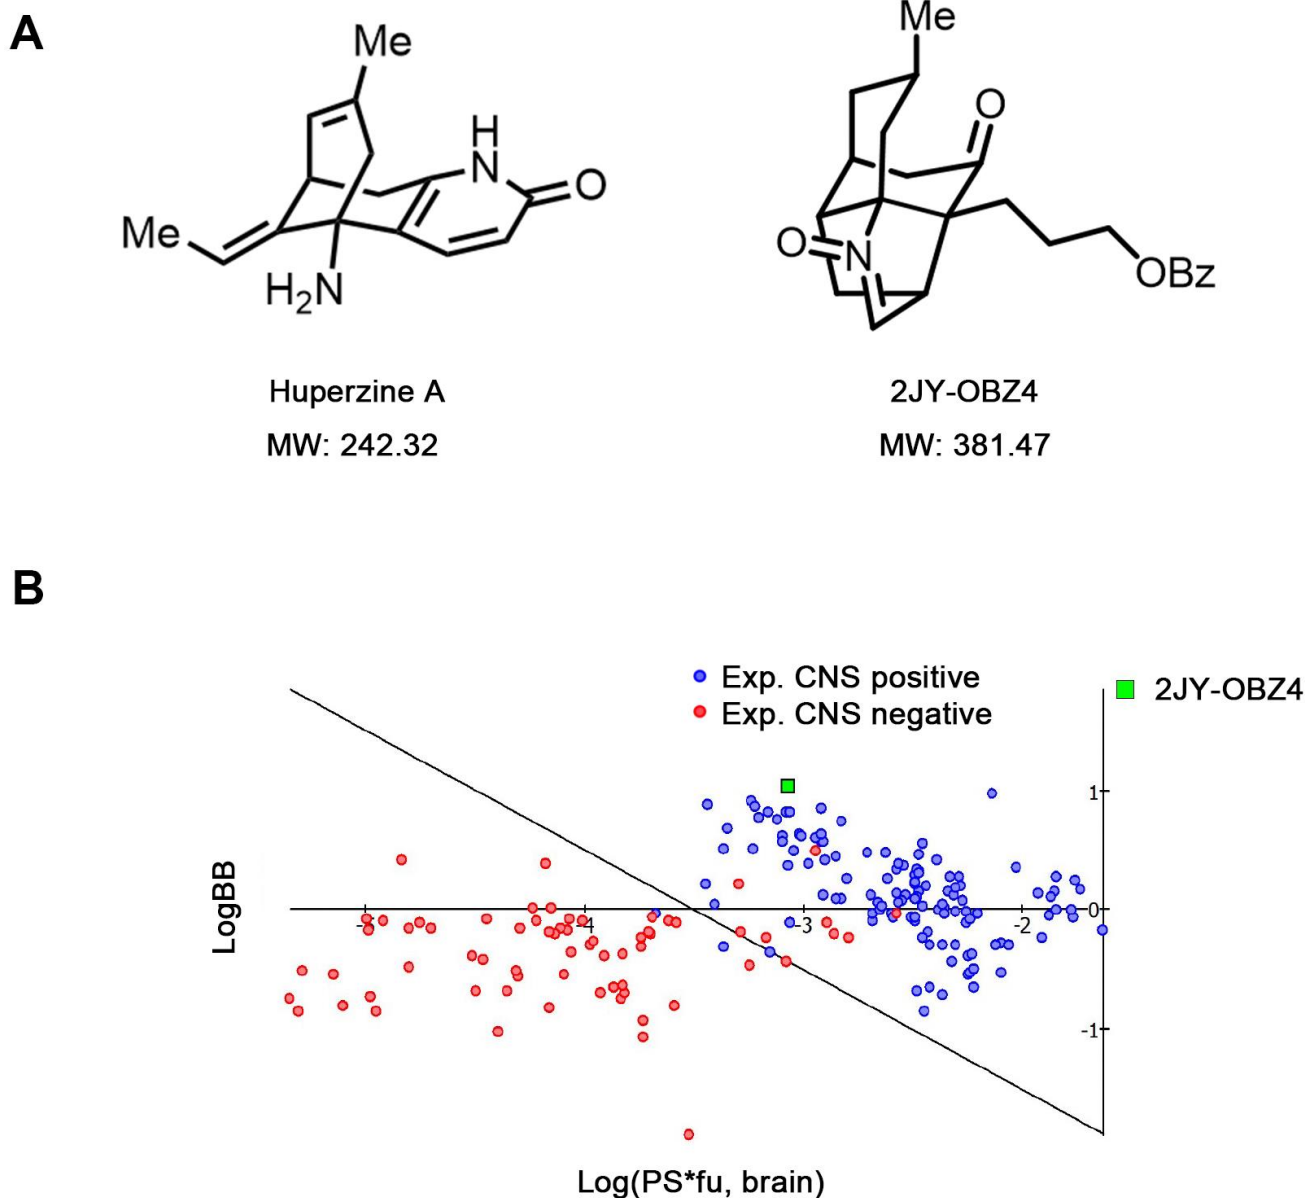 A
Me
H
N
O
Me
H₂N
Huperzine A
MW: 242.32
Me
O
O
N
OBz
2JY-OBZ4
MW: 381.47
B
Exp. CNS positive
Exp. CNS negative
2JY-OBZ4
LogBB
1
0
-1
-5
-4
-3
-2
Log(PS*fu, brain)